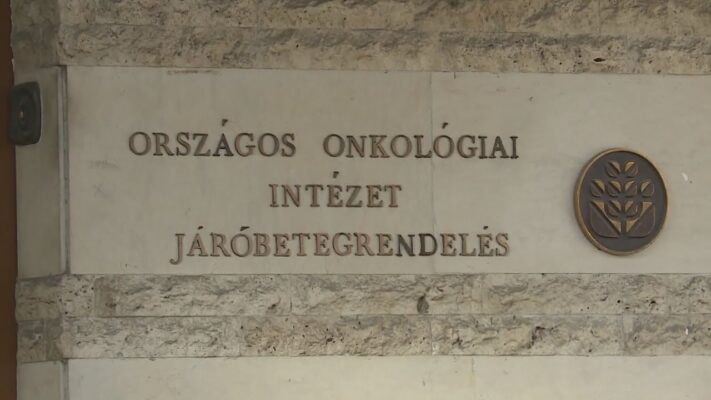 ORSZÁGOS ONKOLÓGIAI
INTÉZET
JÁRÓBETEGRENDELÉS